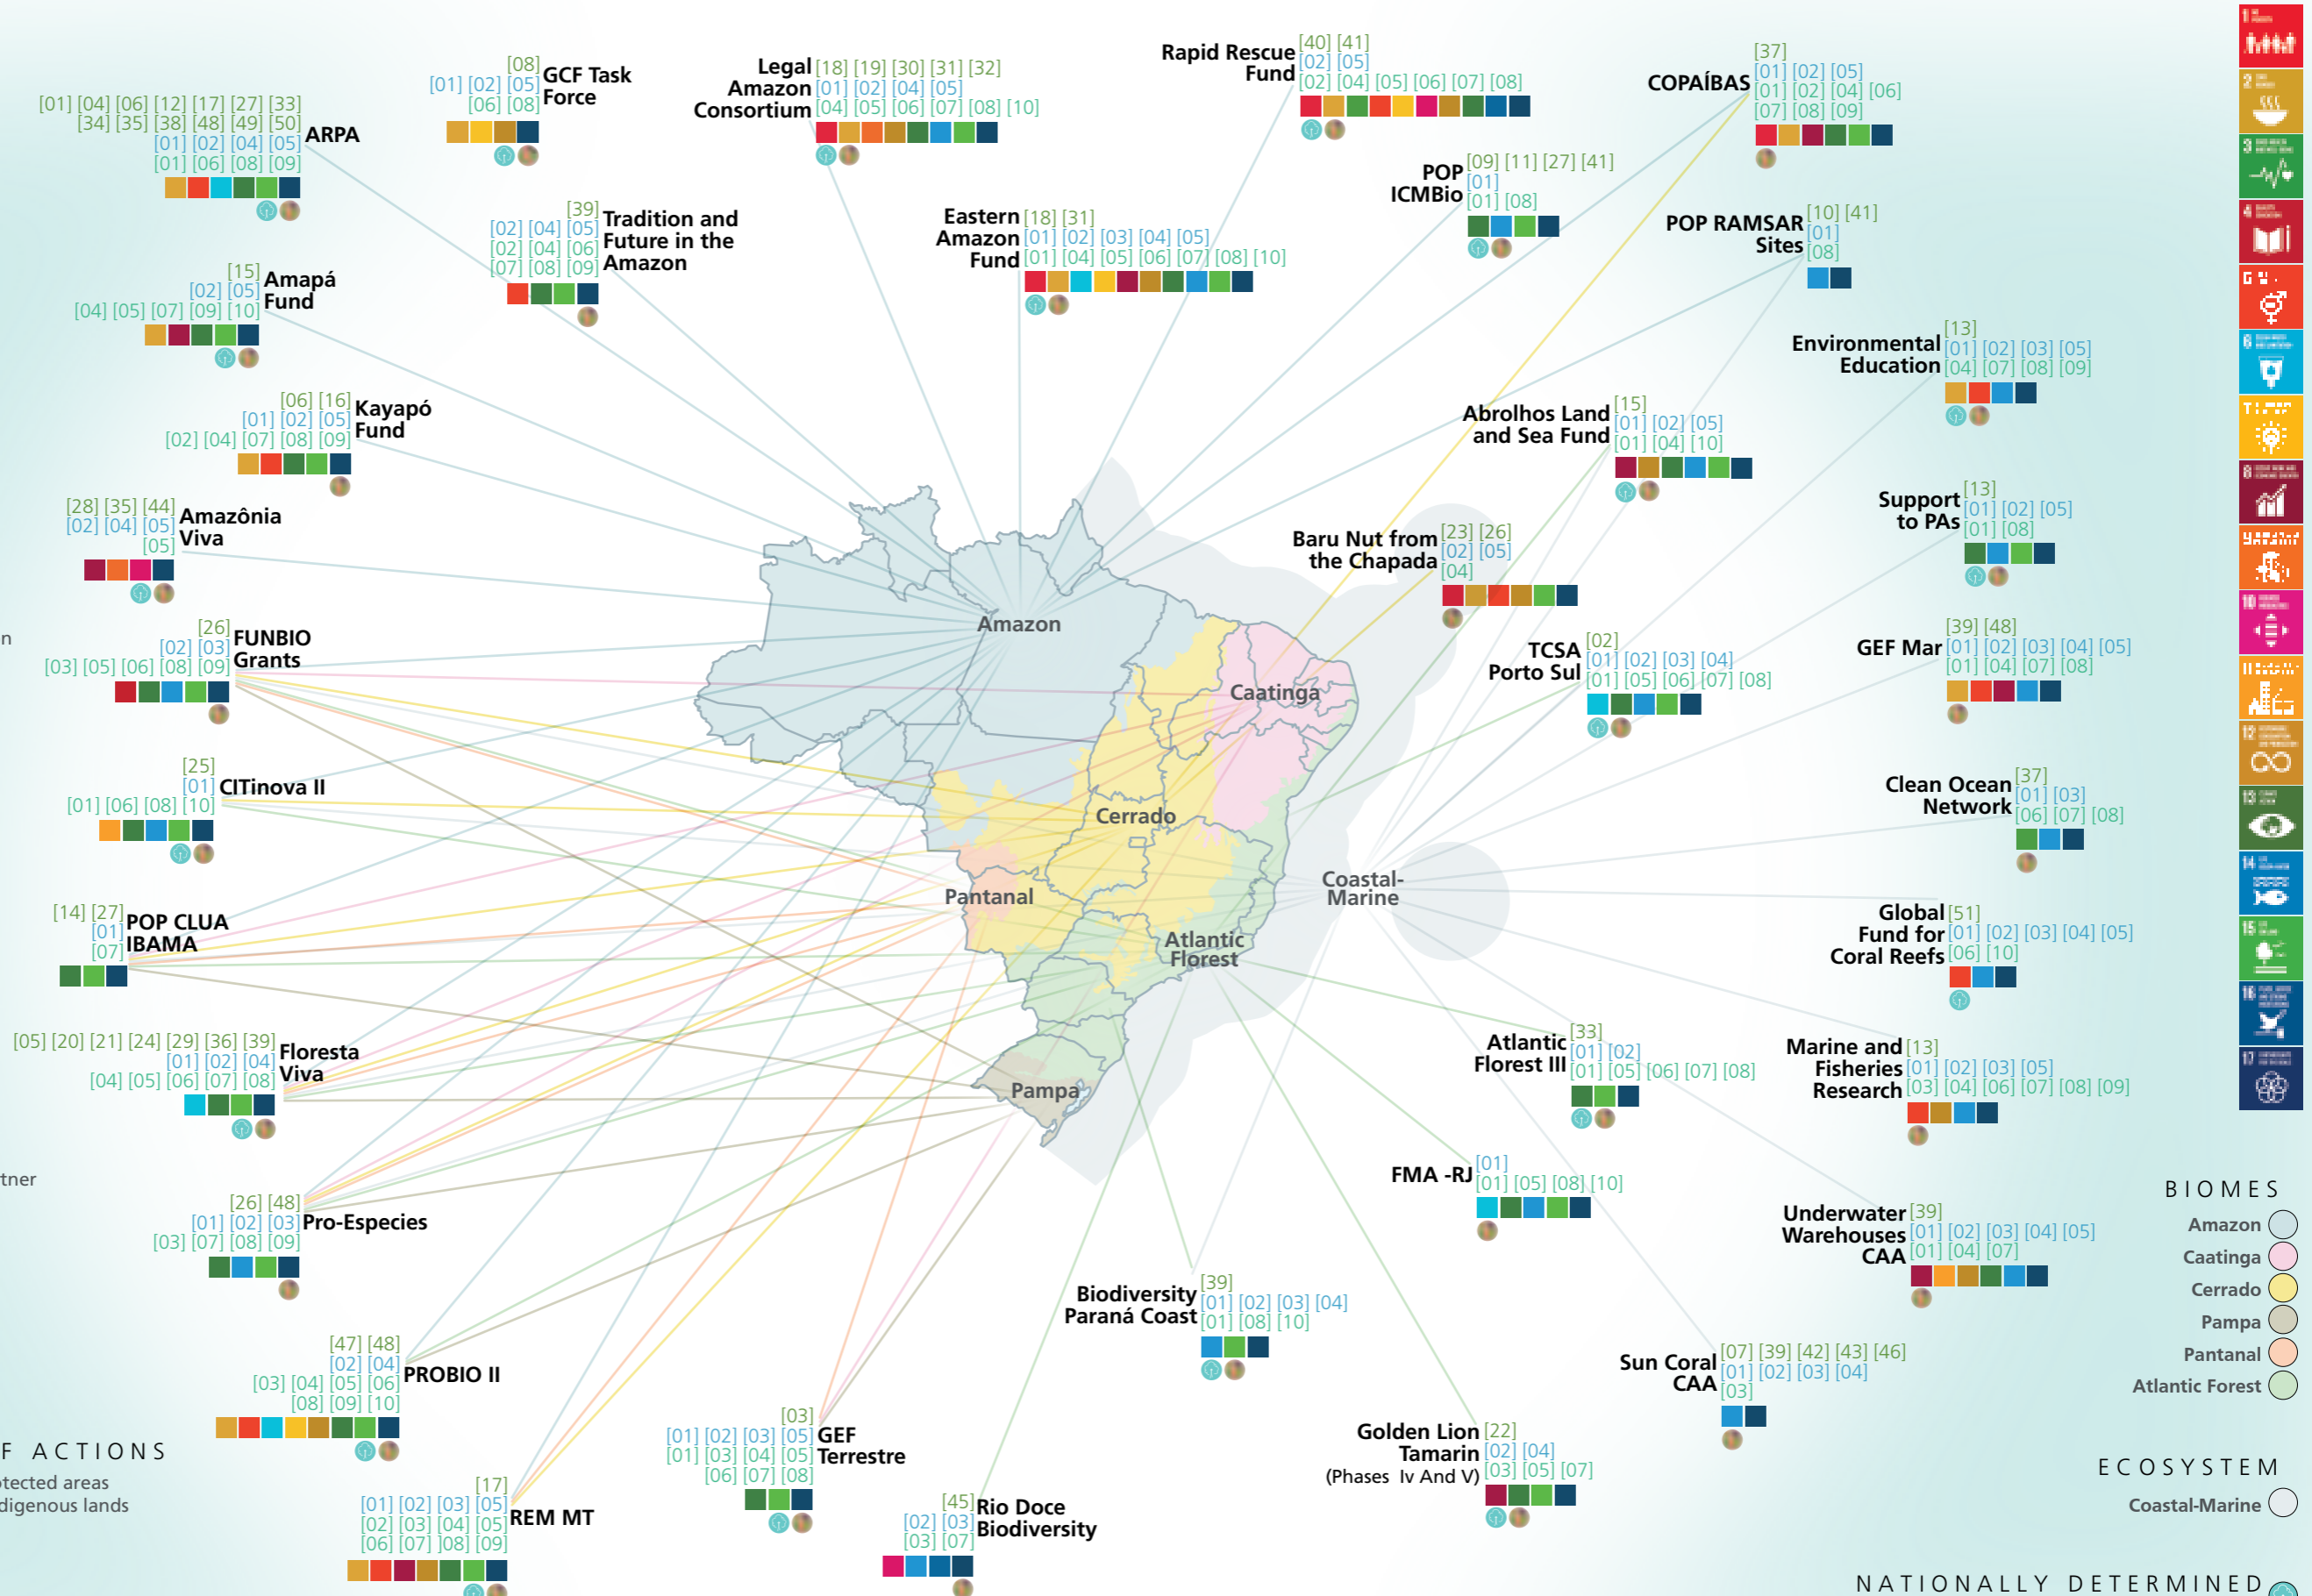 [01] [04] [06] [12] [17] [27] [33]
[34] [35] [38] [48] [49] [50]
[01] [02] [04] [05]
[01] [06] [08] [09]
ARPA
[08]
[01] [02] [05]
[06] [08]
GCF Task
Force
Legal
Amazon
Consortium
[18] [19] [30] [31] [32]
[01] [02] [04] [05]
[04] [05] [06] [07] [08] [10]
Rapid Rescue
Fund
[40] [41]
[02] [05]
[02] [04] [05] [06] [07] [08]
COPAÍBAS
[37]
[01] [02] [05]
[01] [02] [04] [06]
[07] [08] [09]
POP
ICMBio
[09] [11] [27] [41]
[01]
[01] [08]
[39]
[02] [04] [05]
[02] [04] [06]
[07] [08] [09]
Tradition and
Future in the
Amazon
Eastern
Amazon
Fund
[18] [31]
[01] [02] [03] [04] [05]
[01] [04] [05] [06] [07] [08] [10]
POP RAMSAR
Sites
[10] [41]
[01]
[08]
[15]
[02] [05]
[04] [05] [07] [09] [10]
Amapá
Fund
Environmental
Education
[13]
[01] [02] [03] [05]
[04] [07] [08] [09]
[06] [16]
[01] [02] [05]
[02] [04] [07] [08] [09]
Kayapó
Fund
Abrolhos Land
and Sea Fund
[15]
[01] [02] [05]
[01] [04] [10]
[28] [35] [44]
[02] [04] [05]
[05]
Amazônia
Viva
Support
to PAs
[13]
[01] [02] [05]
[01] [08]
Baru Nut from
the Chapada
[23] [26]
[02] [05]
[04]
n
[26]
[02] [03]
[03] [05] [06] [08] [09]
FUNBIO
Grants
Amazon
TCSA
Porto Sul
[02]
[01] [02] [03] [04]
[01] [05] [06] [07] [08]
GEF Mar
[39] [48]
[01] [02] [03] [04] [05]
[01] [04] [07] [08]
Caatinga
[25]
[01]
[01] [06] [08] [10]
CITinova II
Cerrado
Clean Ocean
Network
[37]
[01] [03]
[06] [07] [08]
Pantanal
Coastal-
Marine
[14] [27]
[01]
[07]
POP CLUA
IBAMA
Atlantic
Florest
Global
Fund for
Coral Reefs
[51]
[01] [02] [03] [04] [05]
[06] [10]
[05] [20] [21] [24] [29] [36] [39]
[01] [02] [04]
[04] [05] [06] [07] [08]
Floresta
Viva
Pampa
Atlantic
Florest III
[33]
[01] [02]
[01] [05] [06] [07] [08]
Marine and
Fisheries
Research
[13]
[01] [02] [03] [05]
[03] [04] [06] [07] [08] [09]
tner
[26] [48]
[01] [02] [03]
[03] [07] [08] [09]
Pro-Especies
FMA -RJ
[01]
[01] [05] [08] [10]
Underwater
Warehouses
CAA
[39]
[01] [02] [03] [04] [05]
[01] [04] [07]
BIOMES
Amazon
Caatinga
Cerrado
Pampa
Pantanal
Atlantic Forest
Biodiversity
Paraná Coast
[39]
[01] [02] [03] [04]
[01] [08] [10]
[47] [48]
[02] [04]
[03] [04] [05] [06]
[08] [09] [10]
PROBIO II
Sun Coral
CAA
[07] [39] [42] [43] [46]
[01] [02] [03] [04]
[03]
F ACTIONS
otected areas
digenous lands
[03]
[01] [02] [03] [05]
[01] [03] [04] [05]
[06] [07] [08]
GEF
Terrestre
Golden Lion
Tamarin
(Phases Iv And V)
[22]
[02] [04]
[03] [05] [07]
ECOSYSTEM
Coastal-Marine
[17]
[01] [02] [03] [05]
[02] [03] [04] [05]
[06] [07] ]08] [09]
REM MT
[45]
[02] [03]
[03] [07]
Rio Doce
Biodiversity
NATIONALLY DETERMINED
1
2
3
4
6
8
10
11
12
13
14
15
16
17